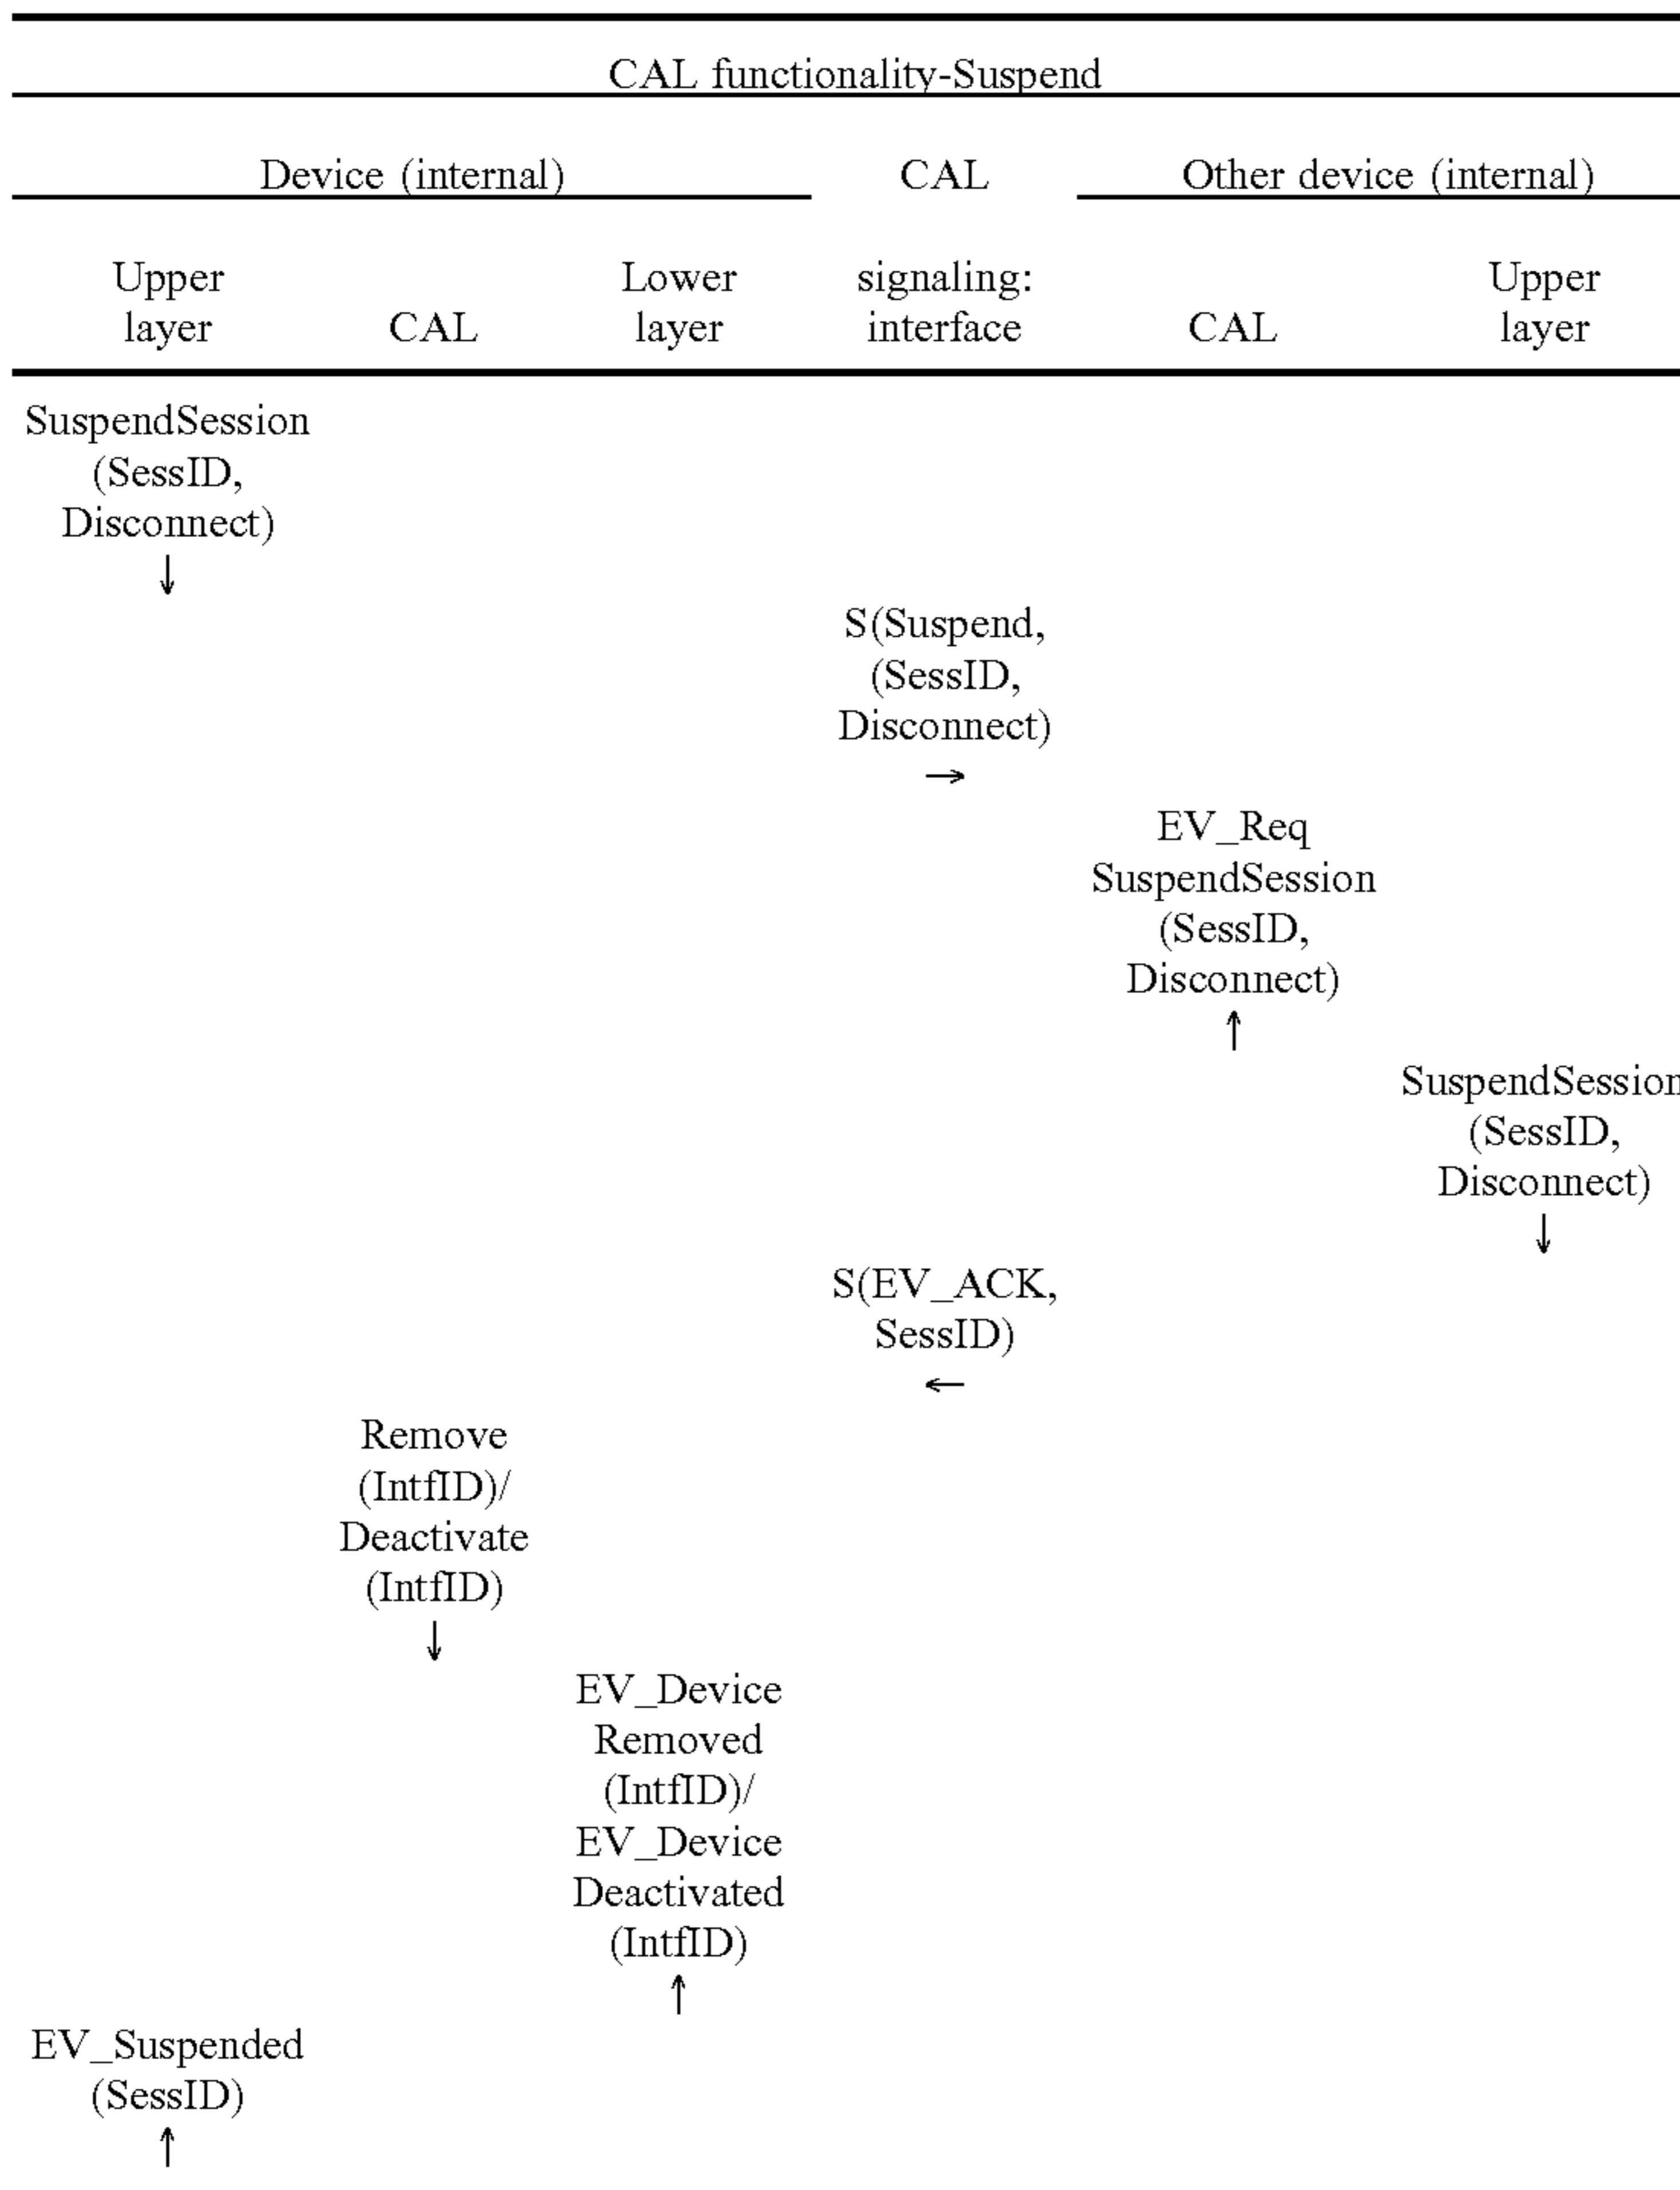 CAL functionality-Suspend
Device (internal) CAL Other device (internal)
Upper Lower signaling: Upper
layer CAL layer interface CAL layer
SuspendSession
(SessID,
Disconnect)
↓
S(Suspend,
(SessID,
Disconnect)
→
EV_Req
SuspendSession
(SessID,
Disconnect)
↑
SuspendSession
(SessID,
Disconnect)
↓
S(EV_ACK,
SessID)
←
Remove
(IntfID)/
Deactivate
(IntfID)
↓
EV_Device
Removed
(IntfID)/
EV_Device
Deactivated
(IntfID)
↑
EV_Suspended
(SessID)
↑